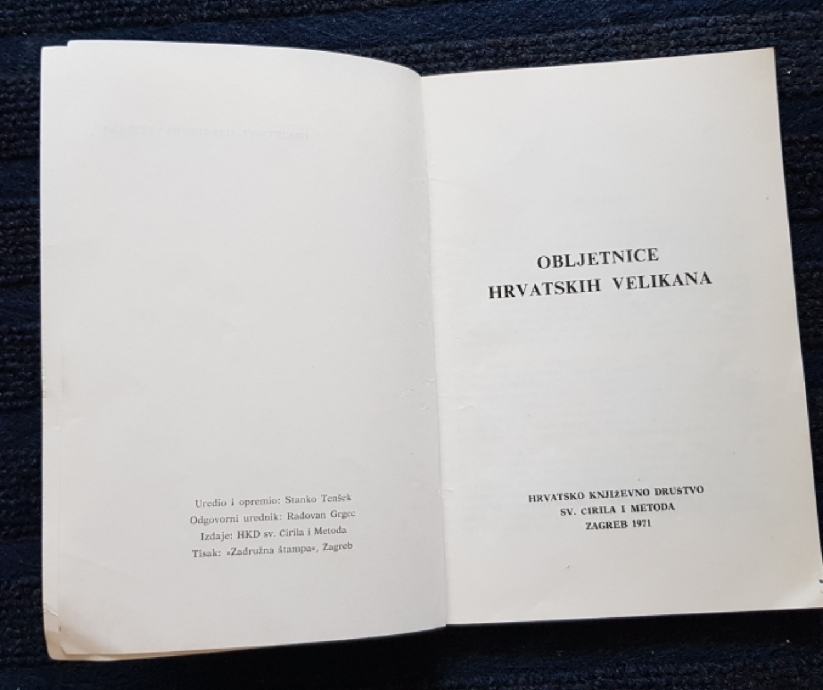 Uredio i opremio: Stanko Tenšek
Odgovorni urednik: Radovan Grgec
Izdaje: HKD sv. Ćirila i Metoda
Tisak: »Zadružna štampa«, Zagreb
OBLJETNICE
HRVATSKIH VELIKANA
HRVATSKO KNJIŽEVNO DRUŠTVO
SV. ĆIRILA I METODA
ZAGREB 1971